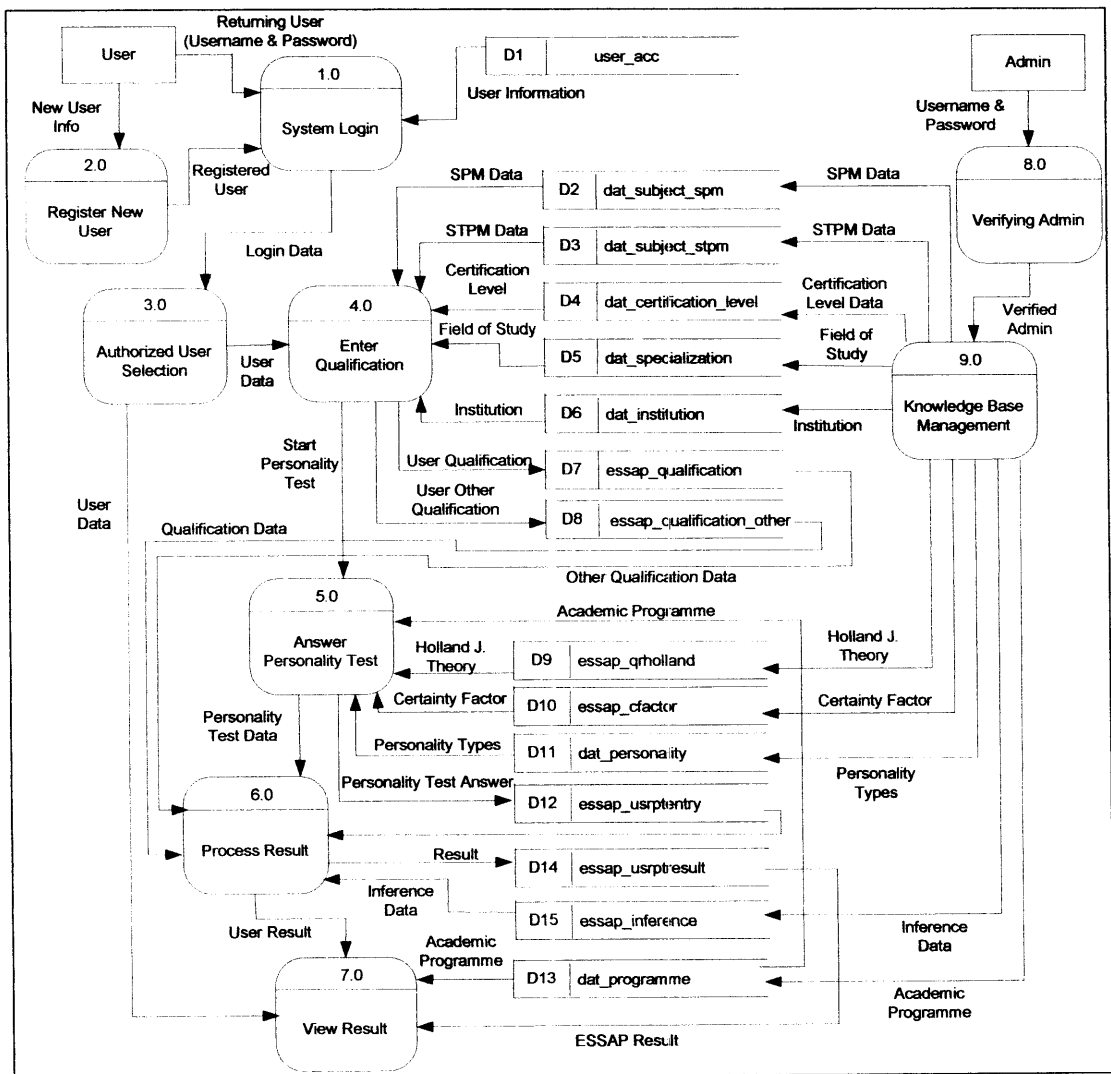 Returning User
(Username & Password)
User
D1 user_acc
Admin
1.0
System Login
User Information
New User
Info
Username &
Password
2.0
Register New
User
Registered
User
8.0
Verifying Admin
SPM Data
D2 dat_subject_spm
SPM Data
STPM Data
D3 dat_subject_stpm
STPM Data
Login Data
Certification
Level
D4 dat_certification_level
Certification
Level Data
Verified
Admin
3.0
Authorized User
Selection
4.0
Enter
Qualification
Field of Study
D5 dat_specialization
Field of
Study
9.0
Knowledge Base
Management
User
Data
Institution
D6 dat_institution
Institution
Start
Personality
Test
User Qualification
D7 essap_qualification
User Other
Qualification
D8 essap_qualification_other
User
Data
Qualification Data
Other Qualification Data
5.0
Answer
Personality Test
Academic Programme
Holland J.
Theory
D9 essap_qrholland
Holland J.
Theory
Certainty Factor
D10 essap_cfactor
Certainty Factor
Personality
Test Data
Personality Types
D11 dat_personality
Personality
Types
Personality Test Answer
D12 essap_usrptentry
6.0
Process Result
Result
D14 essap_usrptresult
Inference
Data
D15 essap_inference
Inference
Data
User Result
Academic
Programme
D13 dat_programme
Academic
Programme
7.0
View Result
ESSAP Result